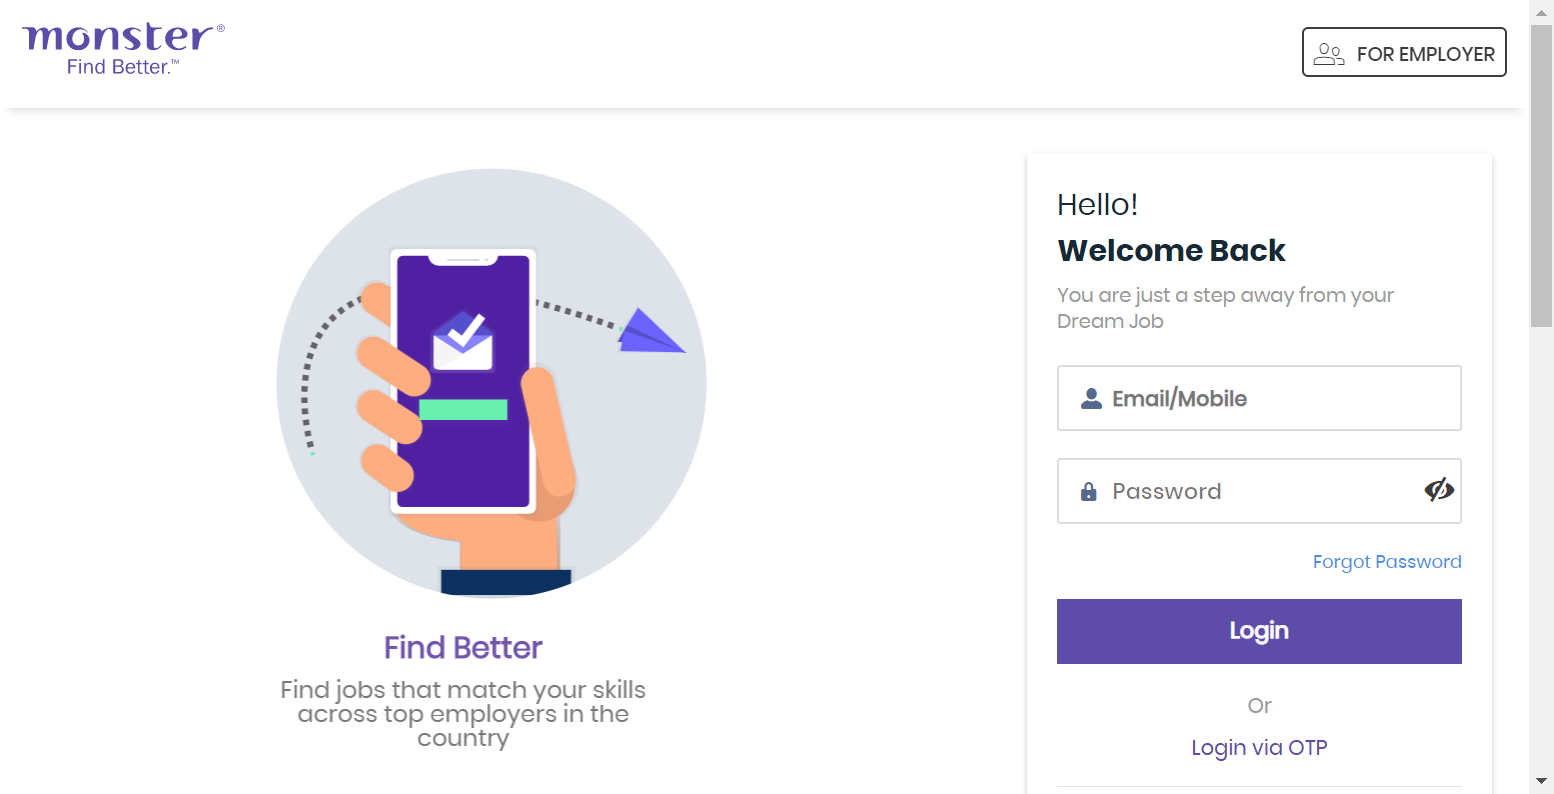 monster®
Find Better.™
FOR EMPLOYER
Hello!
Welcome Back
You are just a step away from your
Dream Job
Email/Mobile
Password
Forgot Password
Login
Or
Login via OTP
Find Better
Find jobs that match your skills
across top employers in the
country